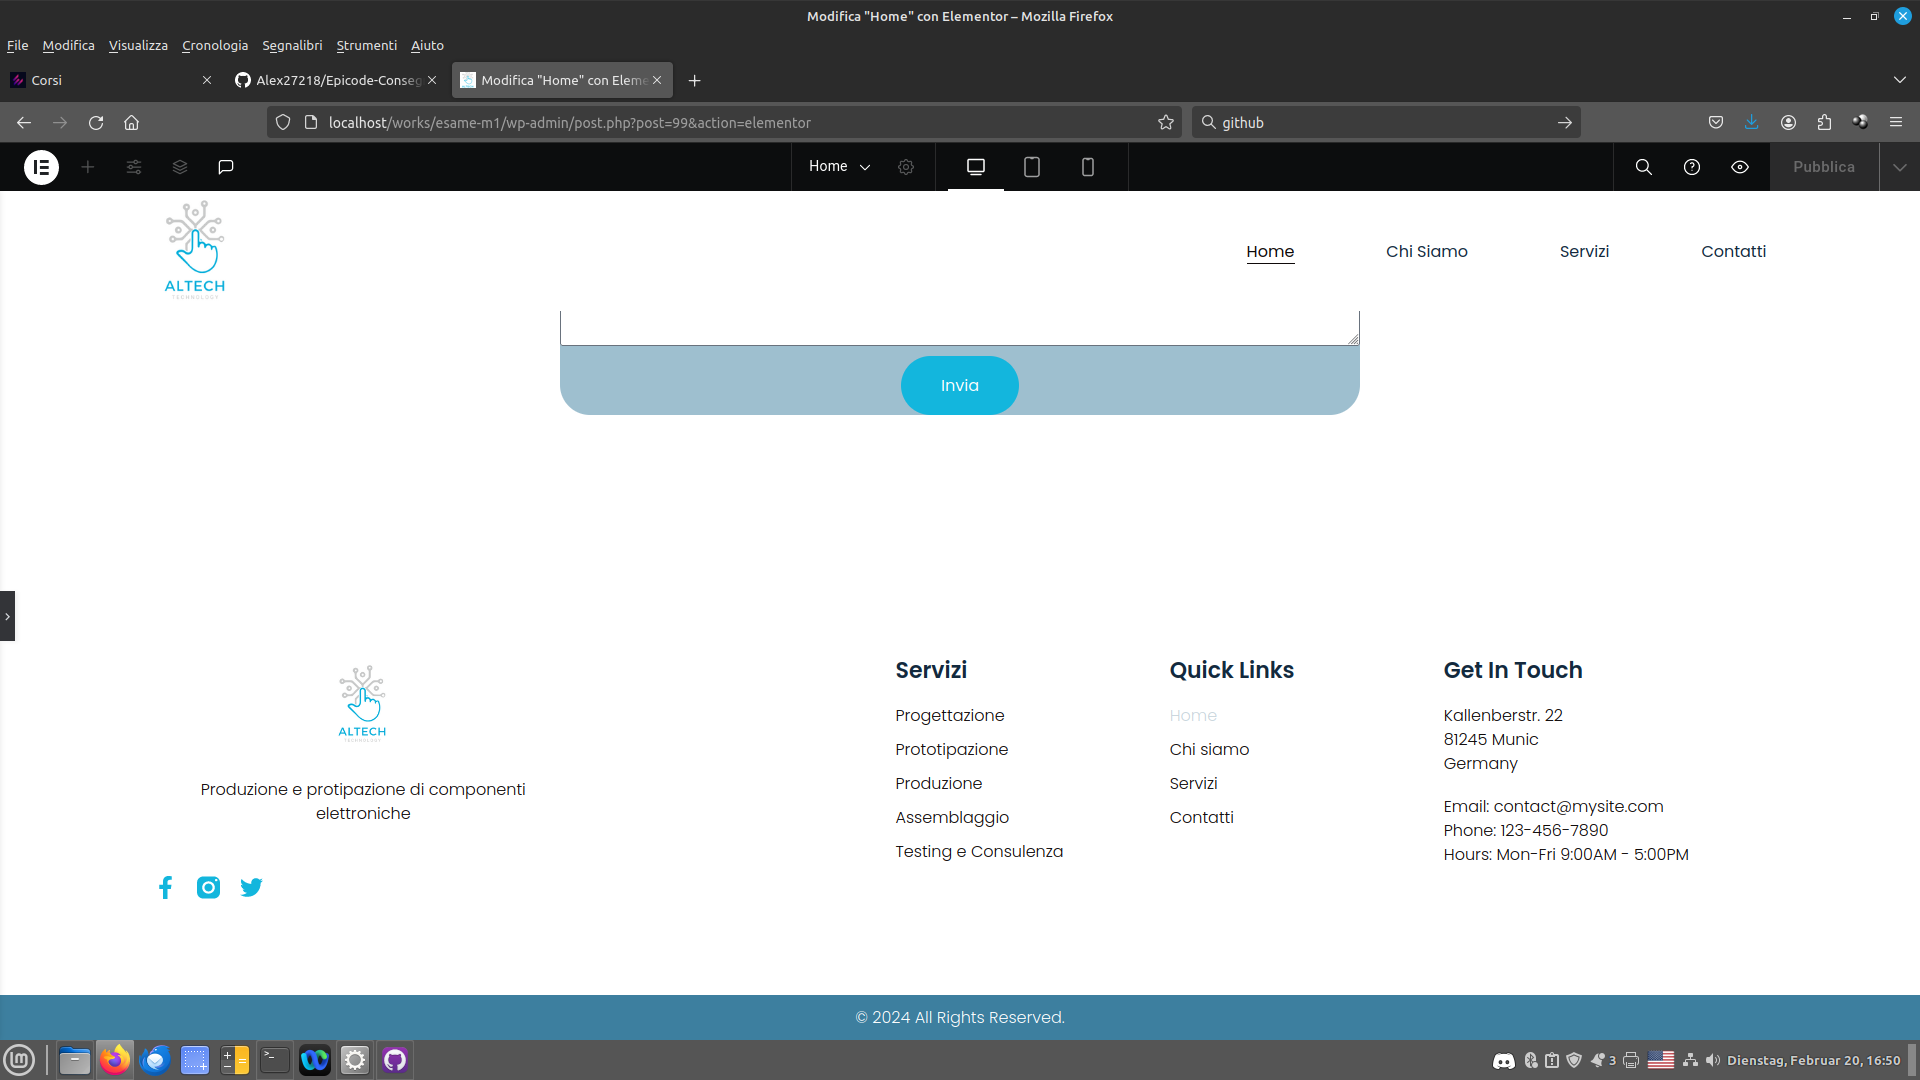 Modifica "Home" con Elementor – Mozilla Firefox
File Modifica Visualizza Cronologia Segnalibri Strumenti Aiuto
Corsi
Alex27218/Epicode-Conseg
Modifica "Home" con Eleme
localhost/works/esame-m1/wp-admin/post.php?post=99&action=elementor
github
Home
Pubblica
ALTECH
TECHNOLOGY
Home Chi Siamo Servizi Contatti
Invia
ALTECH
TECHNOLOGY
Produzione e protipazione di componenti
elettroniche
Servizi
Progettazione
Prototipazione
Produzione
Assemblaggio
Testing e Consulenza
Quick Links
Home
Chi siamo
Servizi
Contatti
Get In Touch
Kallenberstr. 22
81245 Munic
Germany
Email: contact@mysite.com
Phone: 123-456-7890
Hours: Mon-Fri 9:00AM - 5:00PM
© 2024 All Rights Reserved.
3
Dienstag, Februar 20, 16:50